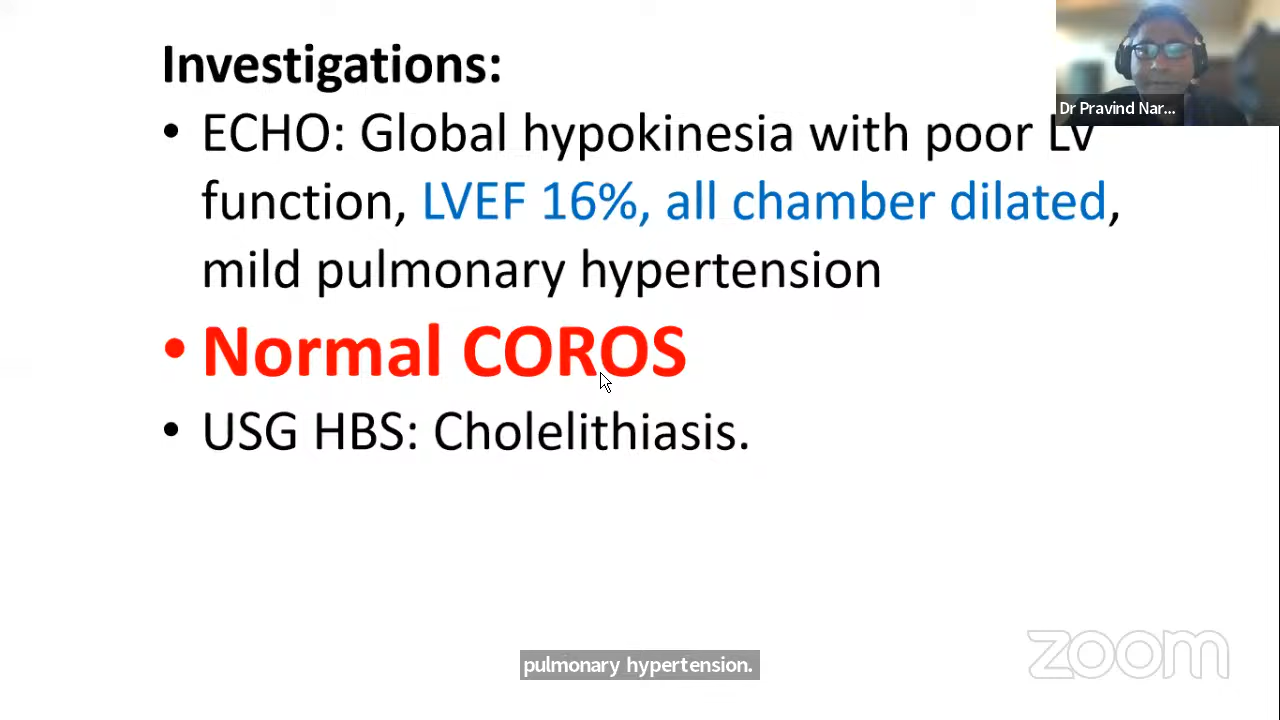 Investigations:
Dr Pravind Nar...
• ECHO: Global hypokinesia with poor LV
function, LVEF 16%, all chamber dilated,
mild pulmonary hypertension
• Normal COROS
• USG HBS: Cholelithiasis.
pulmonary hypertension.
zoom